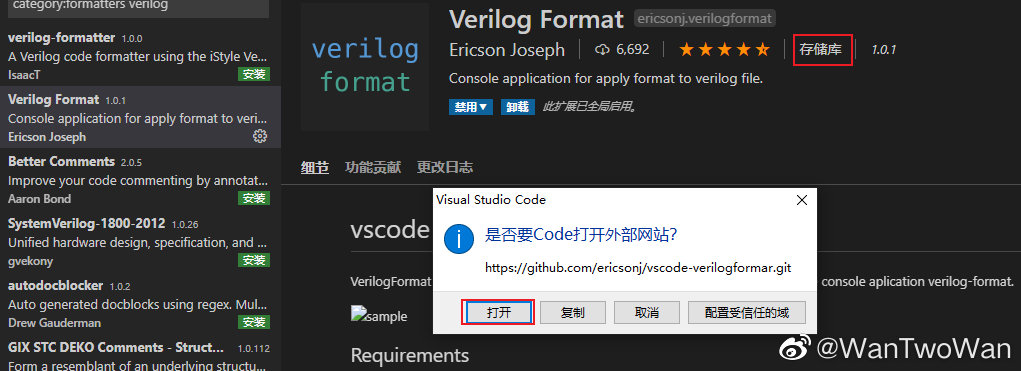 category:formatters verilog
verilog-formatter 1.0.0
A Verilog code formatter using the iStyle Ve...
IsaacT 安装
Verilog Format 1.0.1
Console application for apply format to veri...
Ericson Joseph
Better Comments 2.0.5
Improve your code commenting by annotat...
Aaron Bond 安装
SystemVerilog-1800-2012 1.0.26
Unified hardware design, specification, and ...
gvekony 安装
autodocblocker 1.0.2
Auto generated docblocks using regex. Mul...
Drew Gauderman 安装
GIX STC DEKO Comments - Struct... 1.0.112
Form a resemblant of an underlying structu...
verilog
format
Verilog Format ericsonj.verilogformat
Ericson Joseph 6,692 存储库 1.0.1
Console application for apply format to verilog file.
禁用 卸载 此扩展已全局启用。
细节 功能贡献 更改日志
vscode
VerilogFormat
console aplication verilog-format.
sample
Requirements
Visual Studio Code
是否要Code打开外部网站?
https://github.com/ericsonj/vscode-verilogformar.git
打开 复制 取消 配置受信任的域
@WanTwoWan